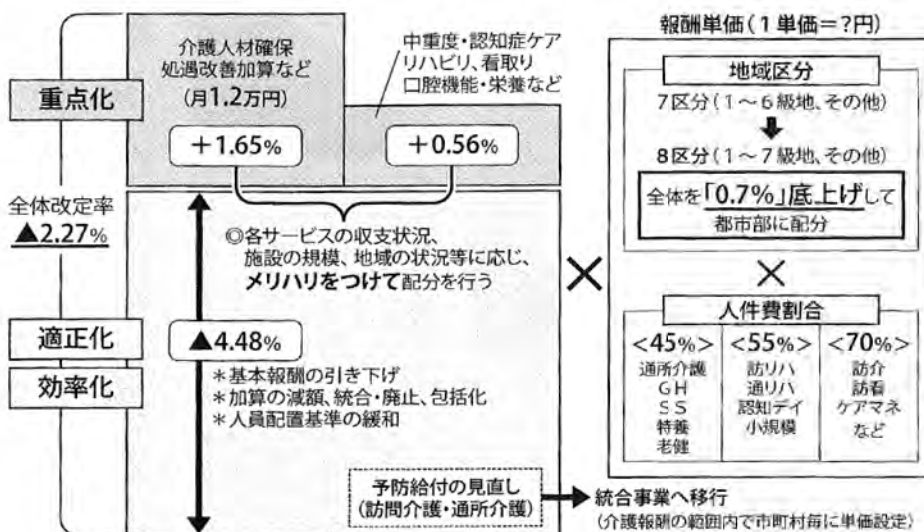 介護人材確保
処遇改善加算など
(月1.2万円)
中重度・認知症ケア
リハビリ、看取り
口腔機能・栄養など
重点化
+1.65%
+0.56%
全体改定率
▲2.27%
◎各サービスの収支状況、
施設の規模、地域の状況等に応じ、
メリハリをつけて配分を行う
適正化
効率化
▲4.48%
*基本報酬の引き下げ
*加算の減額、統合・廃止、包括化
*人員配置基準の緩和
予防給付の見直し
(訪問介護・通所介護)
統合事業へ移行
(介護報酬の範囲内で市町村毎に単価設定)
×
報酬単価(1単価=?円)
地域区分
7区分(1~6級地、その他)
8区分(1~7級地、その他)
全体を「0.7%」底上げして
都市部に配分
×
人件費割合
<45%>
通所介護
GH
SS
特養
老健
<55%>
訪リハ
通リハ
認知デイ
小規模
<70%>
訪介
訪看
ケアマネ
など